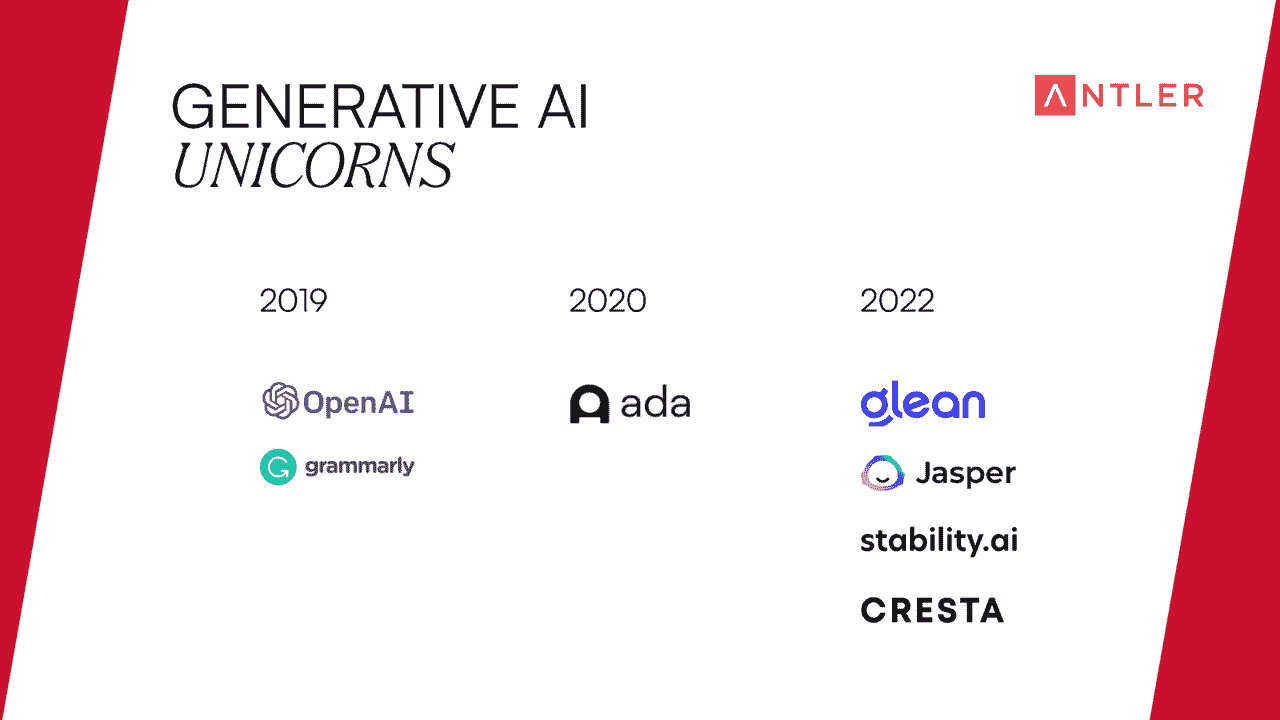 GENERATIVE AI
UNICORNS
ANTLER
2019
OpenAI
grammarly
2020
ada
2022
glean
Jasper
stability.ai
CRESTA